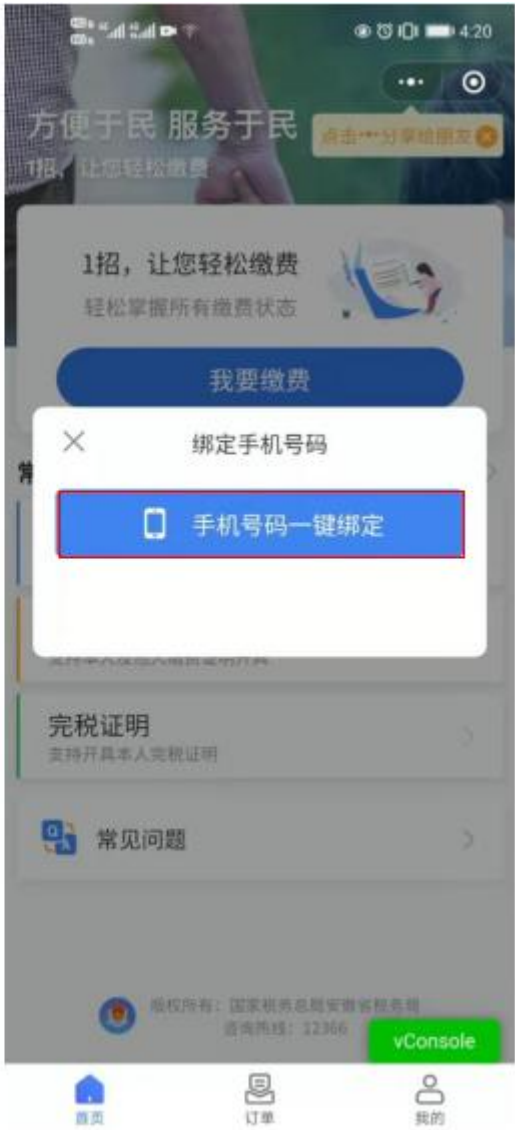 4:20
方便于民 服务于民
点击•••分享给朋友
1招，让您轻松缴费
1招，让您轻松缴费
轻松掌握所有缴费状态
我要缴费
绑定手机号码
常
手机号码一键绑定
完税证明
支持开具本人完税证明
常见问题
版权所有：国家税务总局安徽省税务局
咨询热线：12366
vConsole
首页
订单
我的